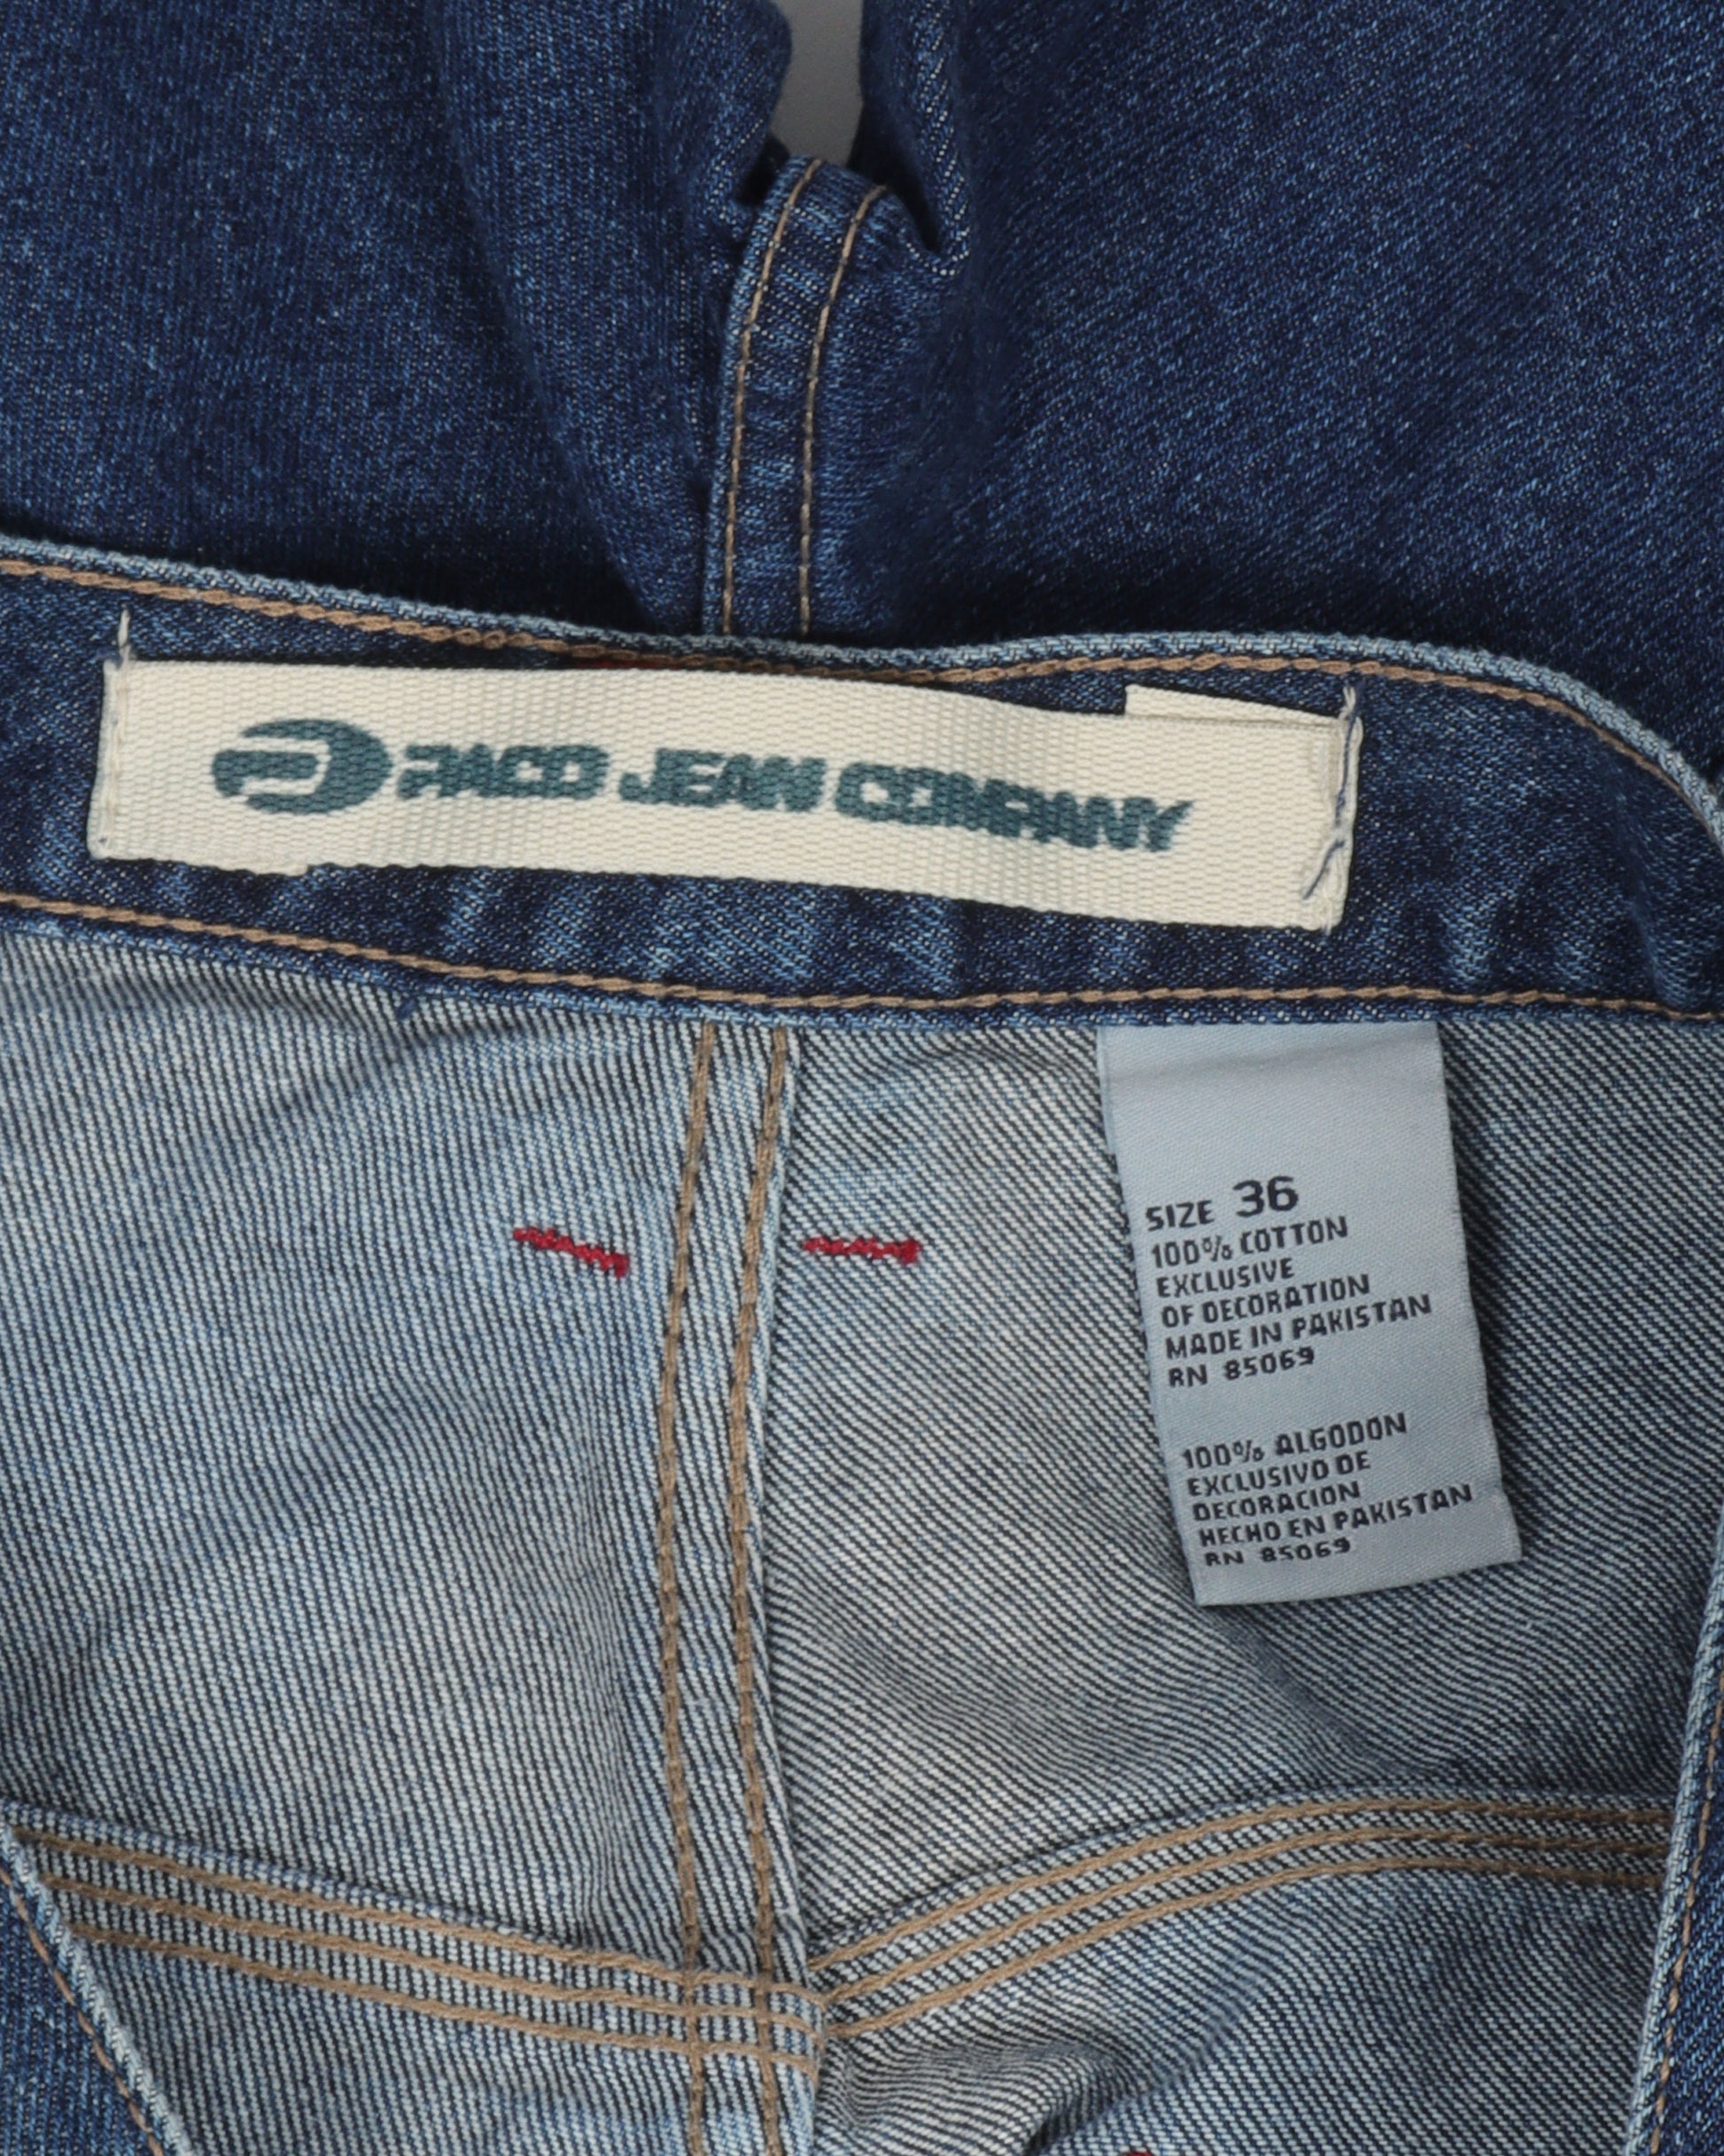 PACO JEAN COMPANY
SIZE 36
100% COTTON
EXCLUSIVE
OF DECORATION
MADE IN PAKISTAN
RN 85069
100% ALGODON
EXCLUSIVO DE
DECORACION
HECHO EN PAKISTAN
RN 85069